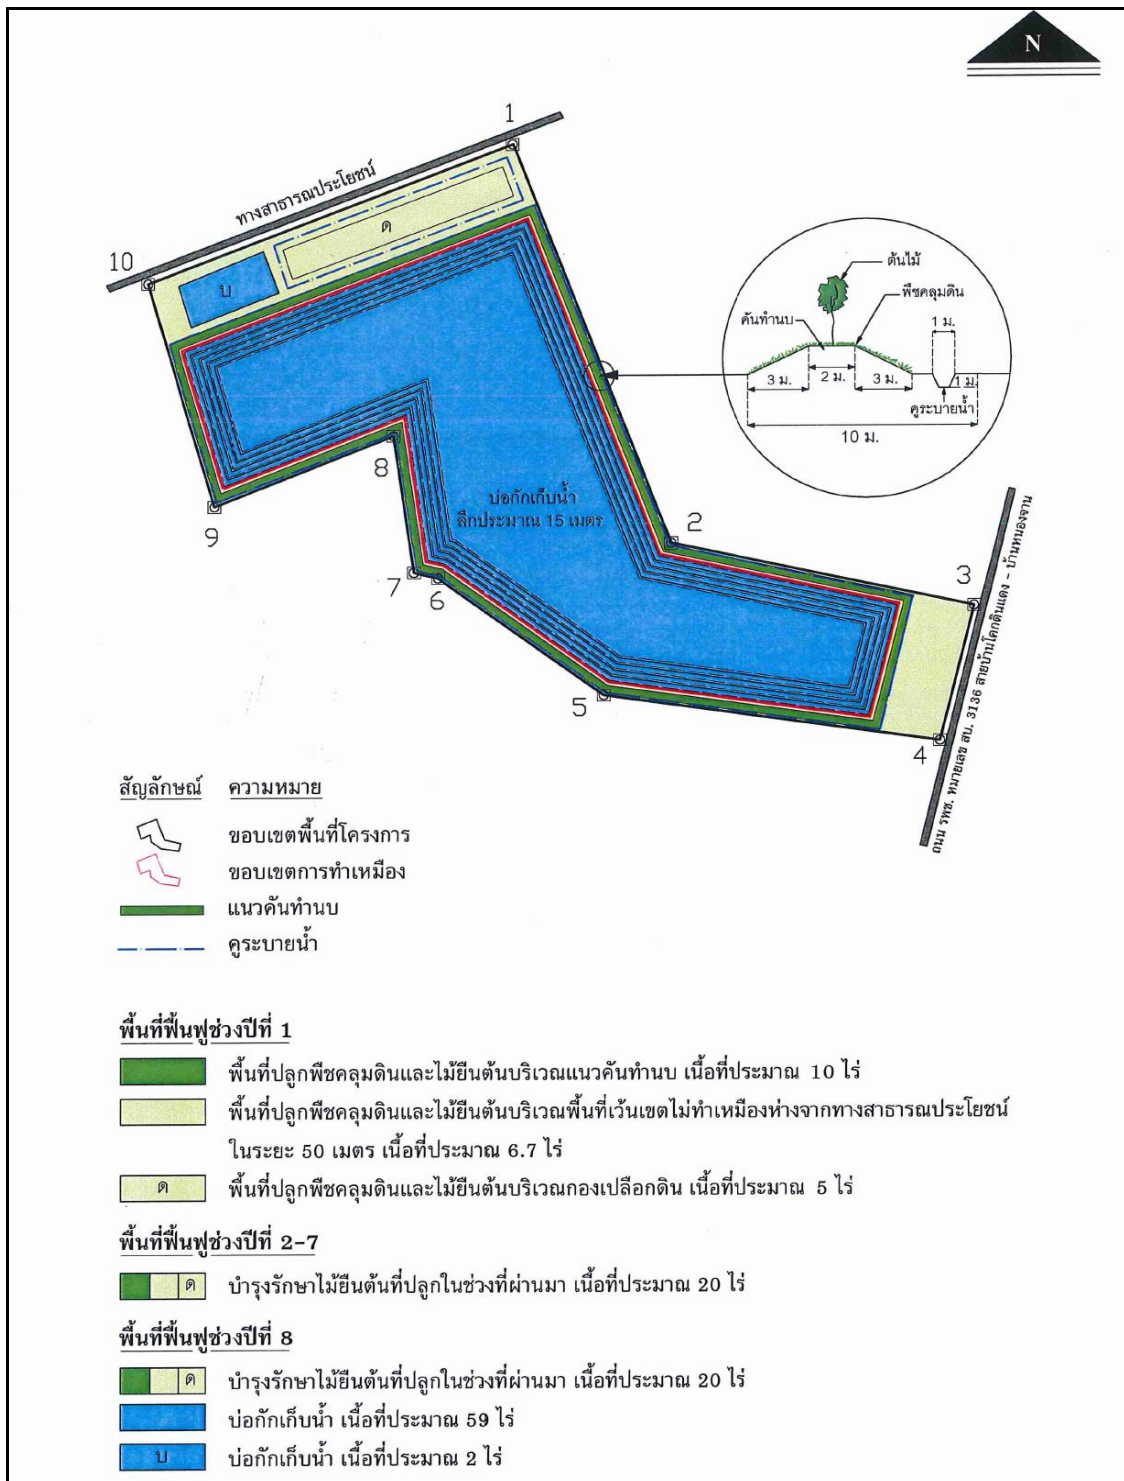 N
1
ทางสาธารณประโยชน์
ด
10
บ
ต้นไม้
พืชคลุมดิน
คันทำนบ
1 ม.
3 ม.
2 ม.
3 ม.
1 ม.
คูระบายน้ำ
10 ม.
8
บ่อกักเก็บน้ำ
ลึกประมาณ 15 เมตร
9
2
3
7
6
5
4
ถนน รพช. หมายเลข สบ. 3136 สายบ้านโคกดินแดง - บ้านหนองจาน
สัญลักษณ์ ความหมาย
ขอบเขตพื้นที่โครงการ
ขอบเขตการทำเหมือง
แนวคันทำนบ
คูระบายน้ำ
พื้นที่ฟื้นฟูช่วงปีที่ 1
พื้นที่ปลูกพืชคลุมดินและไม้ยืนต้นบริเวณแนวคันทำนบ เนื้อที่ประมาณ 10 ไร่
พื้นที่ปลูกพืชคลุมดินและไม้ยืนต้นบริเวณพื้นที่เว้นเขตไม่ทำเหมืองห่างจากทางสาธารณประโยชน์
ในระยะ 50 เมตร เนื้อที่ประมาณ 6.7 ไร่
ด พื้นที่ปลูกพืชคลุมดินและไม้ยืนต้นบริเวณกองเปลือกดิน เนื้อที่ประมาณ 5 ไร่
พื้นที่ฟื้นฟูช่วงปีที่ 2-7
ด บำรุงรักษาไม้ยืนต้นที่ปลูกในช่วงที่ผ่านมา เนื้อที่ประมาณ 20 ไร่
พื้นที่ฟื้นฟูช่วงปีที่ 8
ด บำรุงรักษาไม้ยืนต้นที่ปลูกในช่วงที่ผ่านมา เนื้อที่ประมาณ 20 ไร่
บ่อกักเก็บน้ำ เนื้อที่ประมาณ 59 ไร่
บ บ่อกักเก็บน้ำ เนื้อที่ประมาณ 2 ไร่